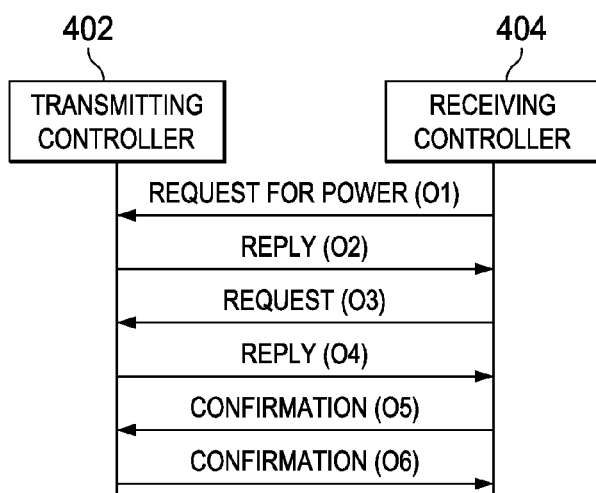 402
404
TRANSMITTING
CONTROLLER
RECEIVING
CONTROLLER
REQUEST FOR POWER (O1)
REPLY (O2)
REQUEST (O3)
REPLY (O4)
CONFIRMATION (O5)
CONFIRMATION (O6)